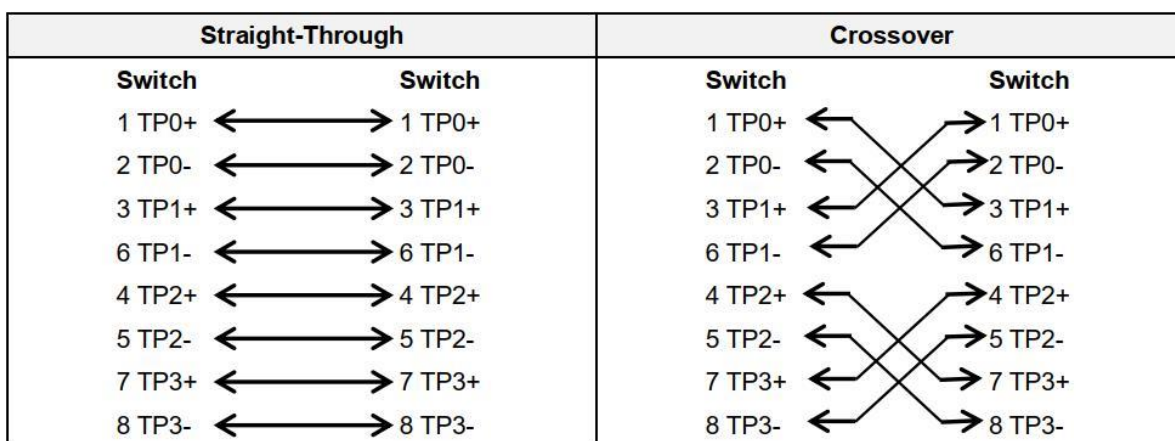 Straight-Through Crossover
Switch Switch Switch Switch
1 TP0+ 1 TP0+ 1 TP0+ 1 TP0+
2 TP0- 2 TP0- 2 TP0- 2 TP0-
3 TP1+ 3 TP1+ 3 TP1+ 3 TP1+
6 TP1- 6 TP1- 6 TP1- 6 TP1-
4 TP2+ 4 TP2+ 4 TP2+ 4 TP2+
5 TP2- 5 TP2- 5 TP2- 5 TP2-
7 TP3+ 7 TP3+ 7 TP3+ 7 TP3+
8 TP3- 8 TP3- 8 TP3- 8 TP3-